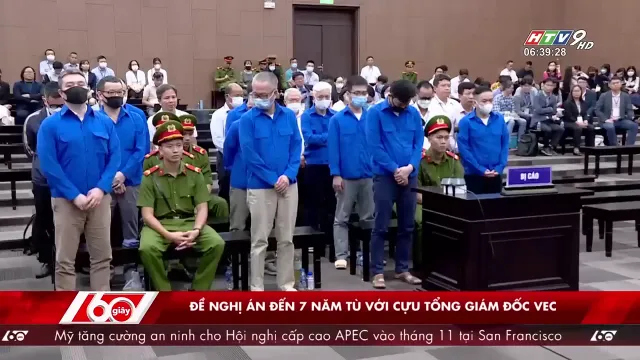 HTV9 HD
06:39:28
BỊ CÁO
60 giây
ĐỀ NGHỊ ÁN ĐẾN 7 NĂM TÙ VỚI CỰU TỔNG GIÁM ĐỐC VEC
60 Mỹ tăng cường an ninh cho Hội nghị cấp cao APEC vào tháng 11 tại San Francisco 60